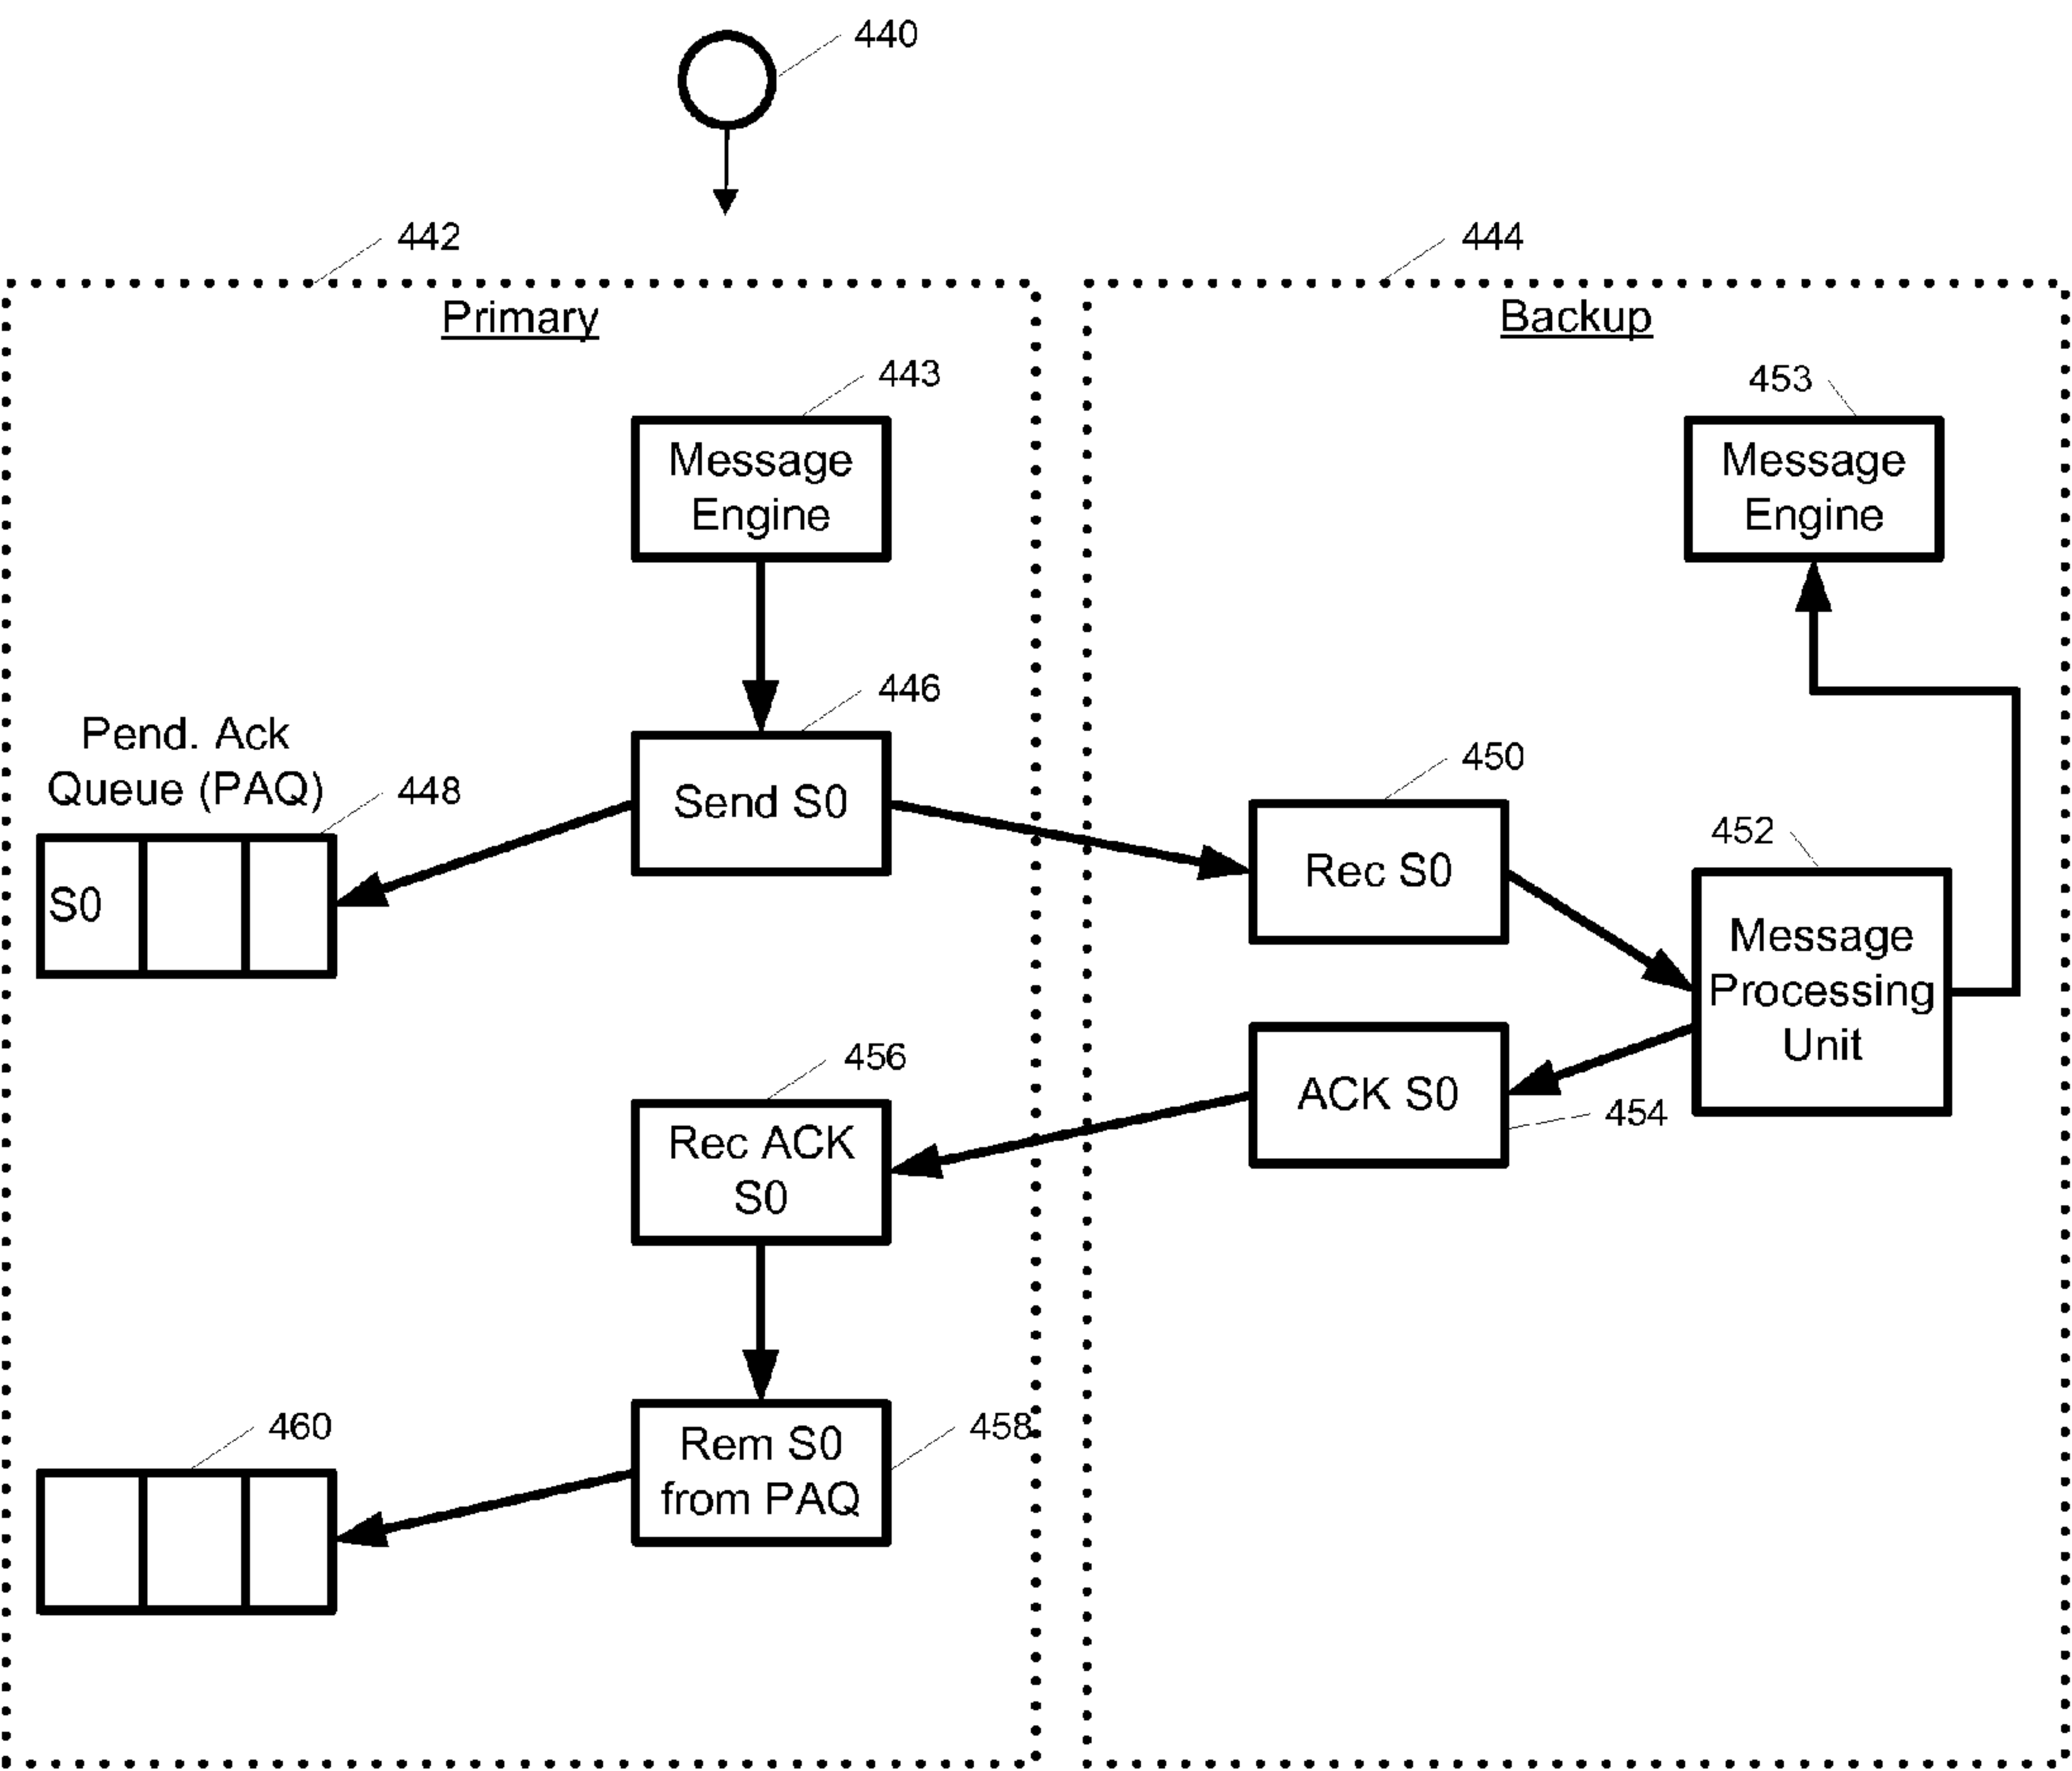 440
442
444
Primary
Backup
443
453
Message
Engine
Message
Engine
446
Pend. Ack
Queue (PAQ)
448
Send S0
450
452
S0
Rec S0
Message
Processing
Unit
456
ACK S0
454
Rec ACK
S0
460
458
Rem S0
from PAQ